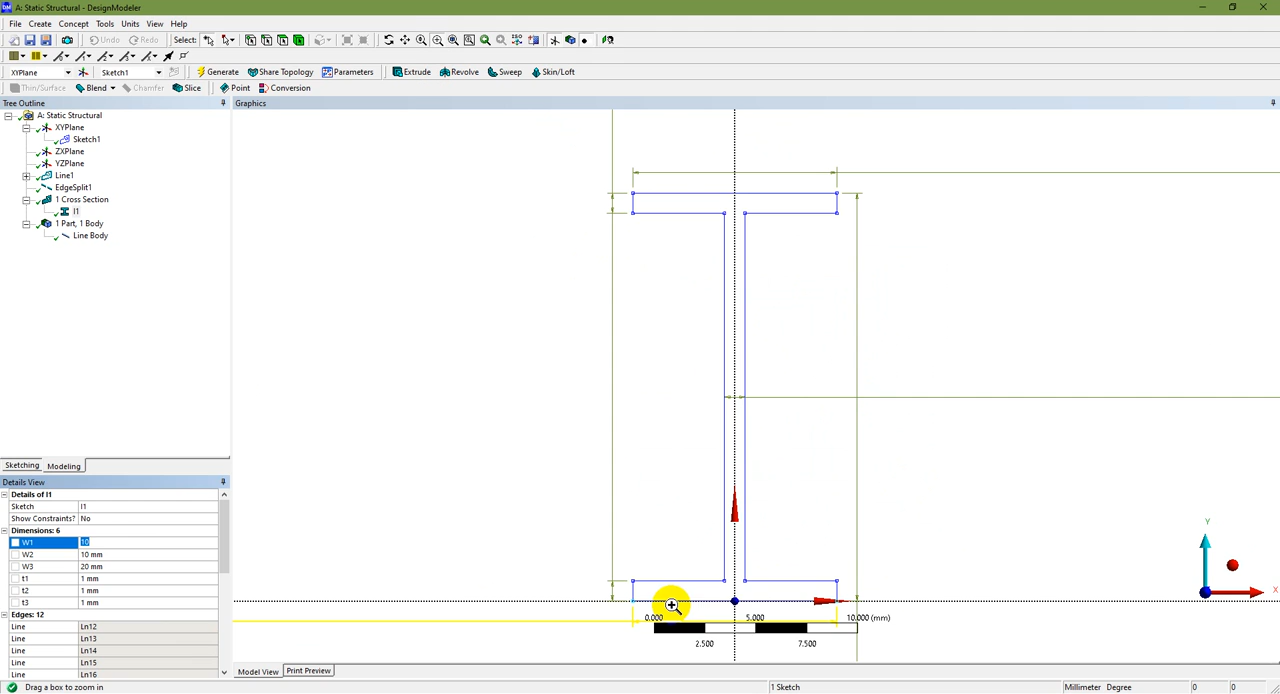 A: Static Structural - DesignModeler
File Create Concept Tools Units View Help
Undo Redo Select:
XYPlane Sketch1 Generate Share Topology Parameters Extrude Revolve Sweep Skin/Loft
Thin/Surface Blend Chamfer Slice Point Conversion
Tree Outline
Graphics
A: Static Structural
XYPlane
Sketch1
ZXPlane
YZPlane
Line1
EdgeSplit1
1 Cross Section
I1
1 Part, 1 Body
Line Body
Sketching Modeling
Details View
Details of I1
Sketch I1
Show Constraints? No
Dimensions: 6
W1 10
W2 10 mm
W3 20 mm
t1 1 mm
t2 1 mm
t3 1 mm
Edges: 12
Line Ln12
Line Ln13
Line Ln14
Line Ln15
Line Ln16
0.000 5.000 10.000 (mm)
2.500 7.500
Y
X
Model View Print Preview
Drag a box to zoom in 1 Sketch Millimeter Degree 0 0